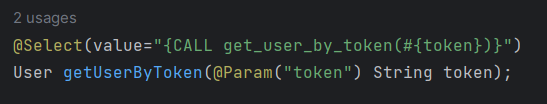 2 usages
@Select(value="{CALL get_user_by_token(#{token})}")
User getUserByToken(@Param("token") String token);